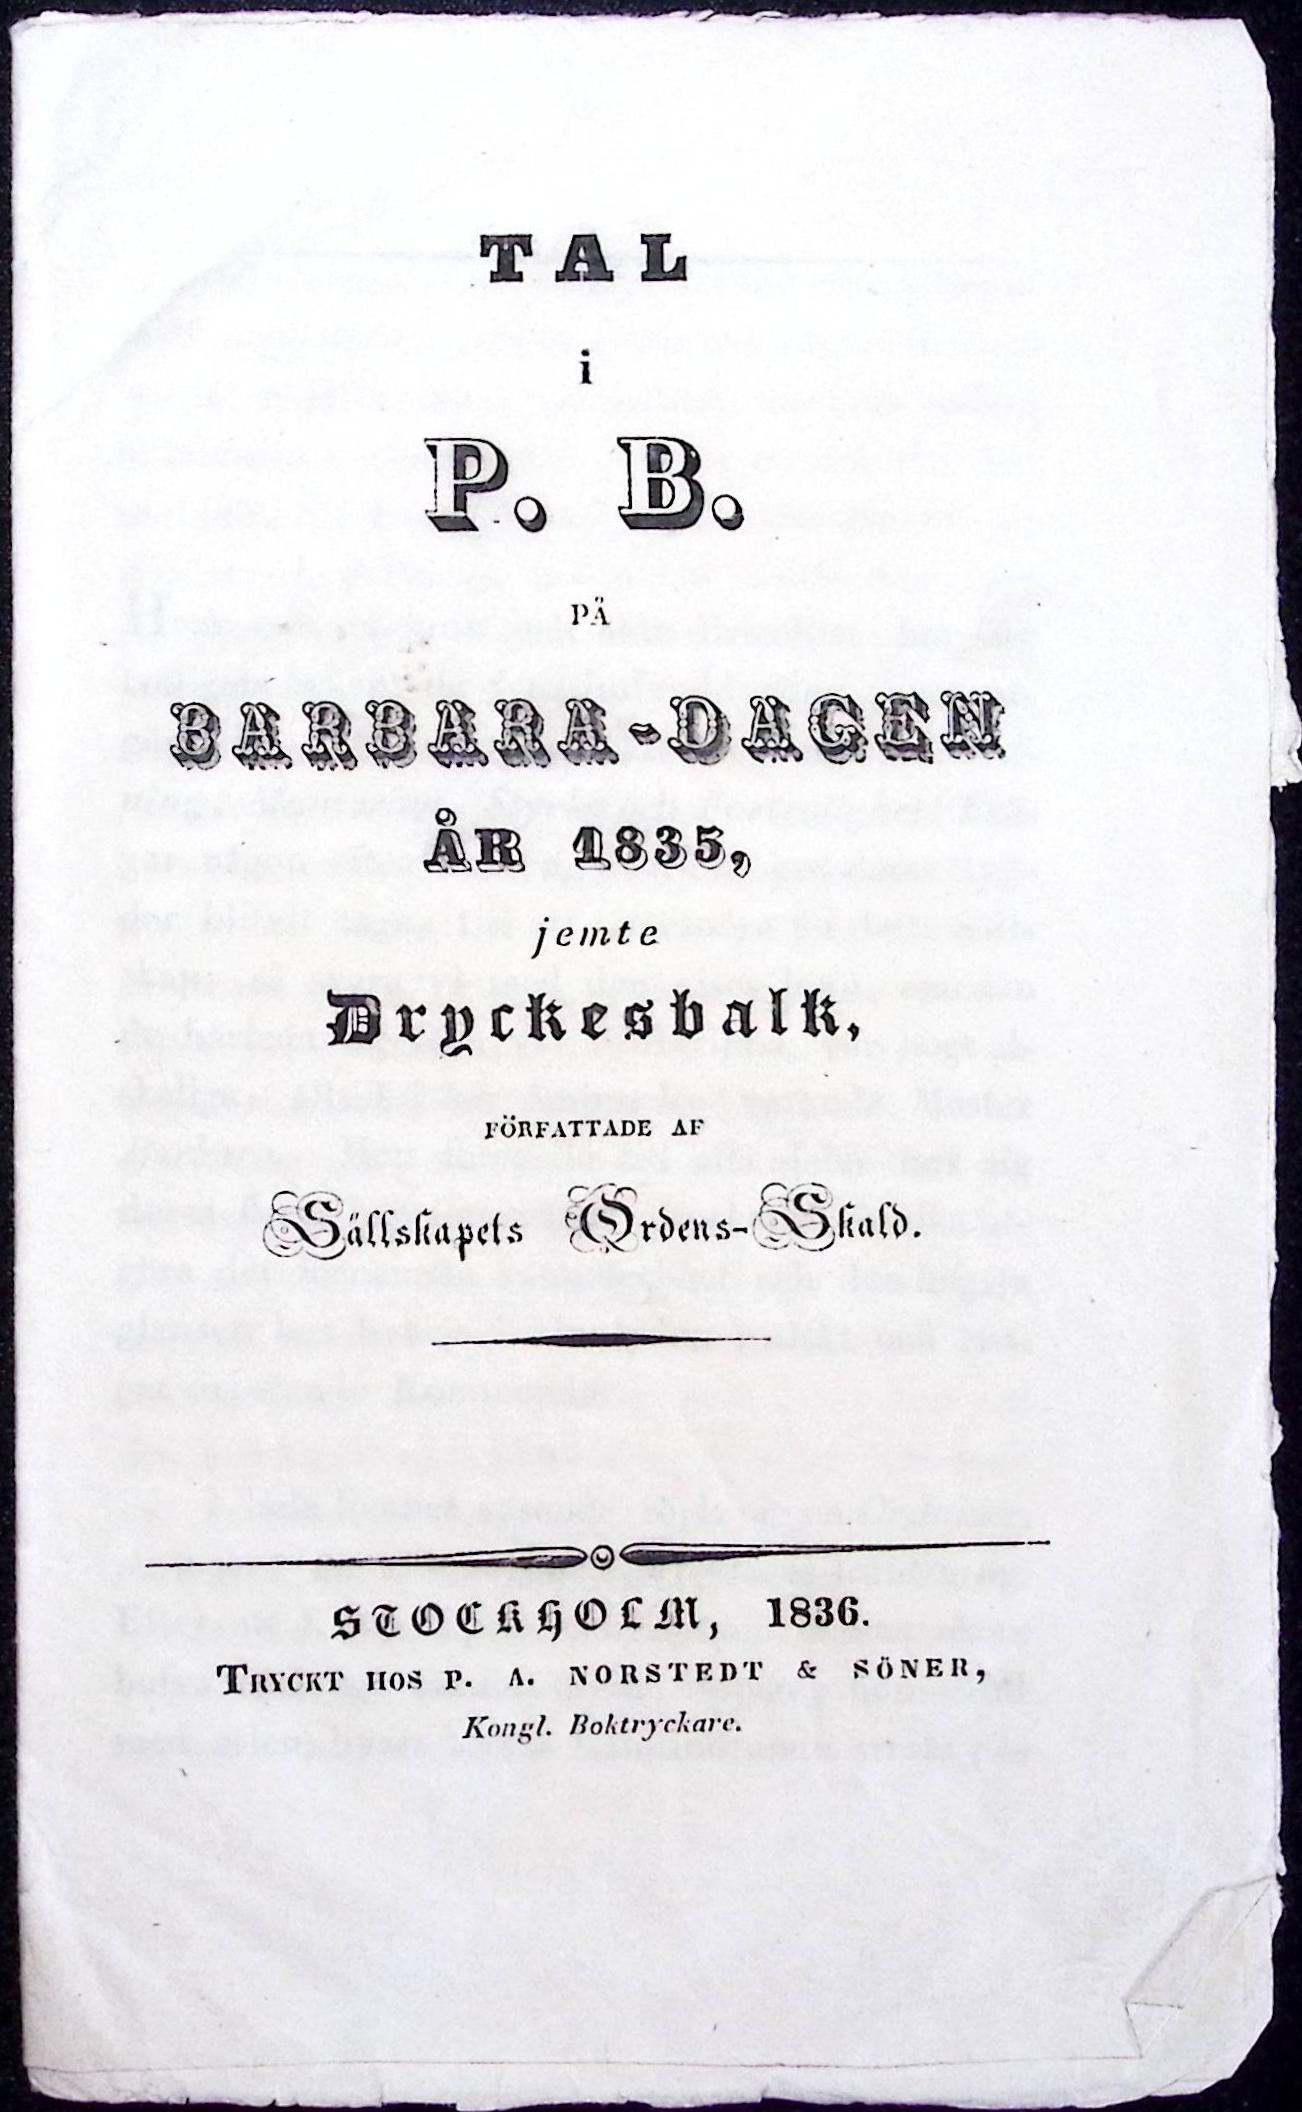 TAL
i
P. B.
PÅ
BARBARA-DAGEN
ÅR 1835,
jemte
Dryckesbalk,
FÖRFATTADE AF
Sällskapets Ordens-Skald.
STOCKHOLM, 1836.
TRYCKT HOS P. A. NORSTEDT & SÖNER,
Kongl. Boktryckare.